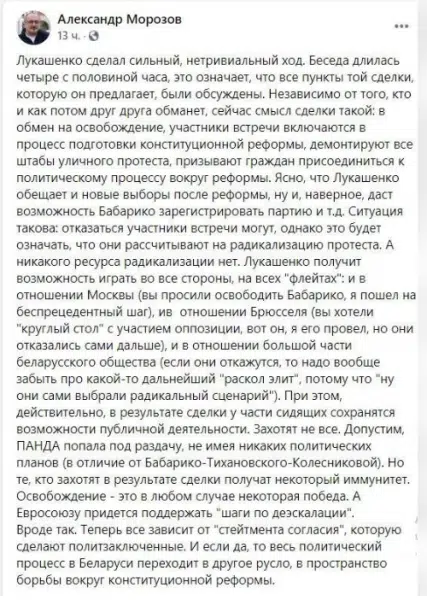 Александр Морозов
13 ч. ·
Лукашенко сделал сильный, нетривиальный ход. Беседа длилась
четыре с половиной часа, это означает, что все пункты той сделки,
которую он предлагает, были обсуждены. Независимо от того, кто
и как потом друг друга обманет, сейчас смысл сделки такой: в
обмен на освобождение, участники встречи включаются в
процесс подготовки конституционной реформы, демонтируют все
штабы уличного протеста, призывают граждан присоединиться к
политическому процессу вокруг реформы. Ясно, что Лукашенко
обещает и новые выборы после реформы, ну и, наверное, даст
возможность Бабарико зарегистрировать партию и т.д. Ситуация
такова: отказаться участники встречи могут, однако это будет
означать, что они рассчитывают на радикализацию протеста. А
никакого ресурса радикализации нет. Лукашенко получит
возможность играть во все стороны, на всех "флейтах": и в
отношении Москвы (вы просили освободить Бабарико, я пошел на
беспрецедентный шаг), ив отношении Брюсселя (вы хотели
"круглый стол" с участием оппозиции, вот он, я его провел, но они
отказались сами дальше), и в отношении большой части
беларусского общества (если они откажутся, то надо вообще
забыть про какой-то дальнейший "раскол элит", потому что "ну
они сами выбрали радикальный сценарий"). При этом,
действительно, в результате сделки у части сидящих сохранятся
возможности публичной деятельности. Захотят не все. Допустим,
ПАНДА попала под раздачу, не имея никаких политических
планов (в отличие от Бабарико-Тихановского-Колесниковой). Но
те, кто захотят в результате сделки получат некоторый иммунитет.
Освобождение - это в любом случае некоторая победа. А
Евросоюзу придется поддержать "шаги по деэскалации".
Вроде так. Теперь все зависит от "стейтмента согласия", которую
сделают политзаключенные. И если да, то весь политический
процесс в Беларуси переходит в другое русло, в пространство
борьбы вокруг конституционной реформы.